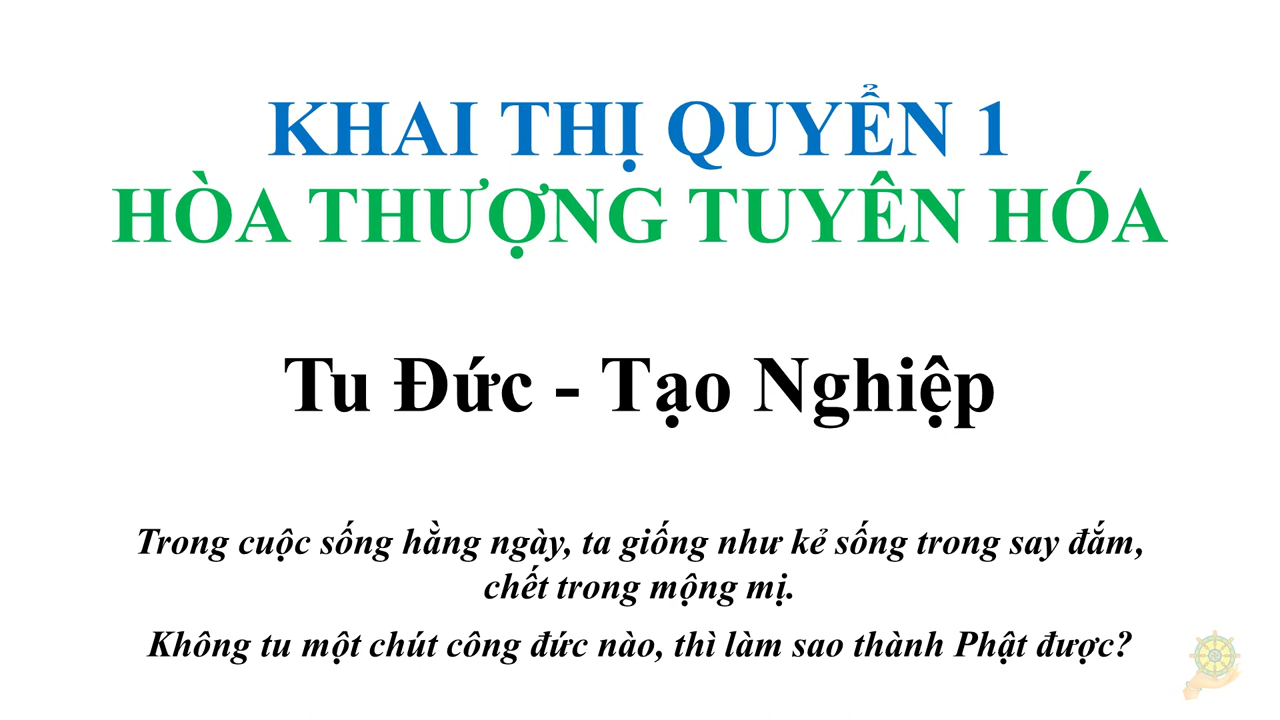 KHAI THỊ QUYỂN 1
HÒA THƯỢNG TUYÊN HÓA
Tu Đức - Tạo Nghiệp
Trong cuộc sống hằng ngày, ta giống như kẻ sống trong say đắm,
chết trong mộng mị.
Không tu một chút công đức nào, thì làm sao thành Phật được?